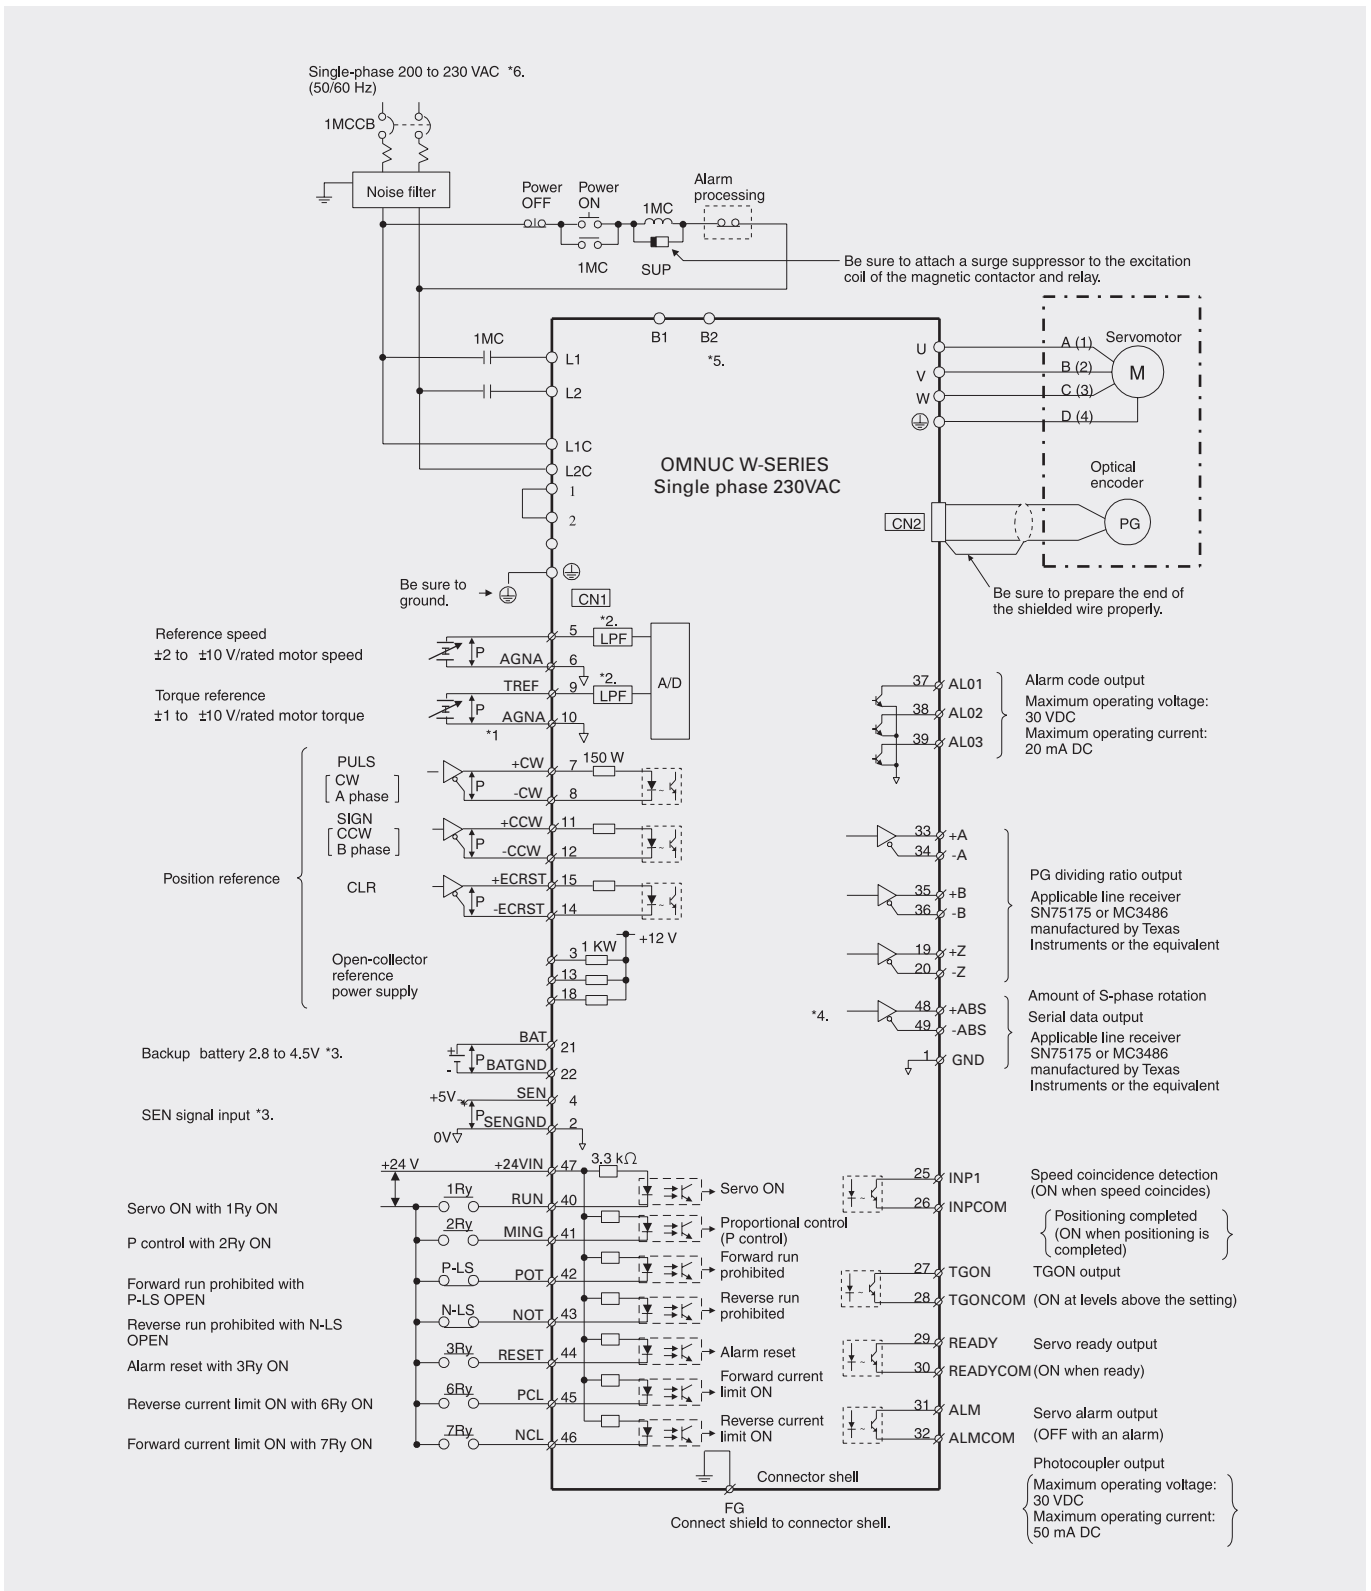 Single-phase 200 to 230 VAC *6.
(50/60 Hz)
1MCCB
Noise filter
Power
OFF
Power
ON
1MC
Alarm
processing
1MC
SUP
Be sure to attach a surge suppressor to the excitation
coil of the magnetic contactor and relay.
B1
B2
*5.
1MC
L1
L2
L1C
L2C
1
2
OMNUC W-SERIES
Single phase 230VAC
U
V
W
A (1)
B (2)
C (3)
D (4)
Servomotor
M
Optical
encoder
PG
CN2
Be sure to prepare the end of
the shielded wire properly.
Be sure to
ground.
CN1
Reference speed
±2 to ±10 V/rated motor speed
P
5
*2.
LPF
AGNA
6
Torque reference
±1 to ±10 V/rated motor torque
P
TREF
9
*2.
LPF
AGNA
10
*1
A/D
Position reference
PULS
CW
A phase
P
+CW
7
150 W
-CW
8
SIGN
CCW
B phase
P
+CCW
11
-CCW
12
CLR
P
+ECRST
15
-ECRST
14
Open-collector
reference
power supply
+12 V
3
1 KW
13
18
Backup battery 2.8 to 4.5V *3.
+
-
P
BAT
21
BATGND
22
SEN signal input *3.
+5V
0V
P
SEN
4
SENGND
2
+24 V
+24VIN
47
3.3 kΩ
Servo ON with 1Ry ON
1Ry
RUN
40
Servo ON
P control with 2Ry ON
2Ry
MING
41
Proportional control
(P control)
Forward run prohibited with
P-LS OPEN
P-LS
POT
42
Forward run
prohibited
Reverse run prohibited with N-LS
OPEN
N-LS
NOT
43
Reverse run
prohibited
Alarm reset with 3Ry ON
3Ry
RESET
44
Alarm reset
Reverse current limit ON with 6Ry ON
6Ry
PCL
45
Forward current
limit ON
Forward current limit ON with 7Ry ON
7Ry
NCL
46
Reverse current
limit ON
Connector shell
FG
Connect shield to connector shell.
37
AL01
38
AL02
39
AL03
Alarm code output
Maximum operating voltage:
30 VDC
Maximum operating current:
20 mA DC
33
+A
34
-A
35
+B
36
-B
19
+Z
20
-Z
PG dividing ratio output
Applicable line receiver
SN75175 or MC3486
manufactured by Texas
Instruments or the equivalent
*4.
48
+ABS
49
-ABS
1
GND
Amount of S-phase rotation
Serial data output
Applicable line receiver
SN75175 or MC3486
manufactured by Texas
Instruments or the equivalent
25
INP1
26
INPCOM
Speed coincidence detection
(ON when speed coincides)
Positioning completed
(ON when positioning is
completed)
27
TGON
TGON output
28
TGONCOM
(ON at levels above the setting)
29
READY
Servo ready output
30
READYCOM
(ON when ready)
31
ALM
Servo alarm output
32
ALMCOM
(OFF with an alarm)
Photocoupler output
Maximum operating voltage:
30 VDC
Maximum operating current:
50 mA DC